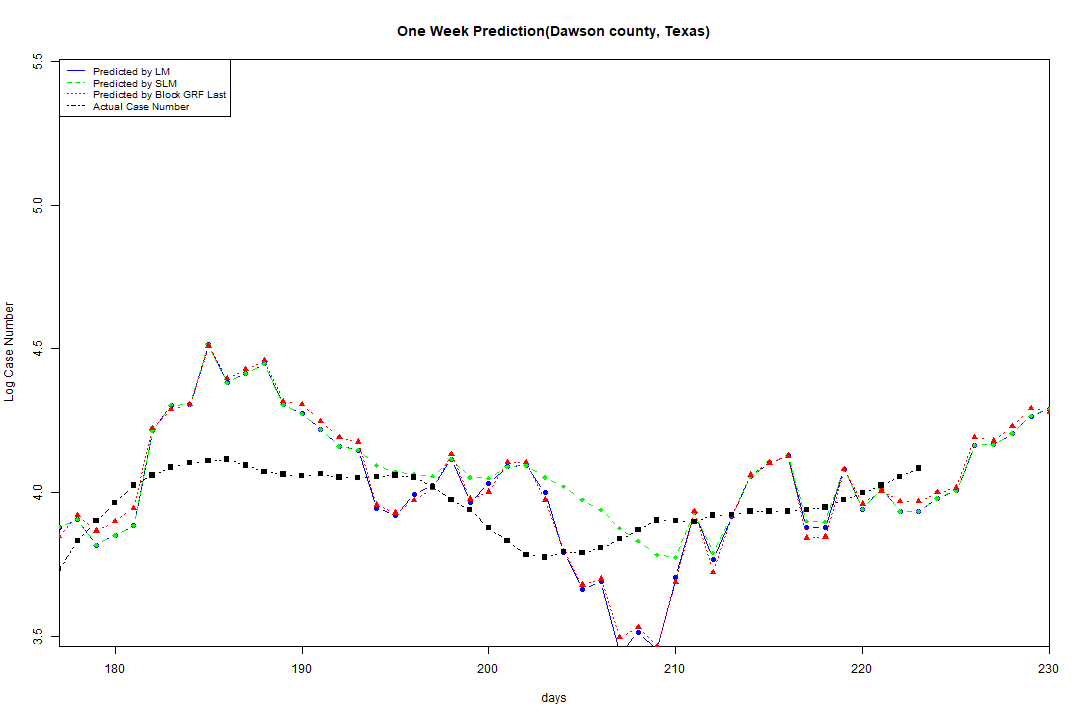 One Week Prediction(Dawson county, Texas)
Predicted by LM
Predicted by SLM
Predicted by Block GRF Last
Actual Case Number
5.5
5.0
4.5
4.0
3.5
Log Case Number
180 190 200 210 220 230
days